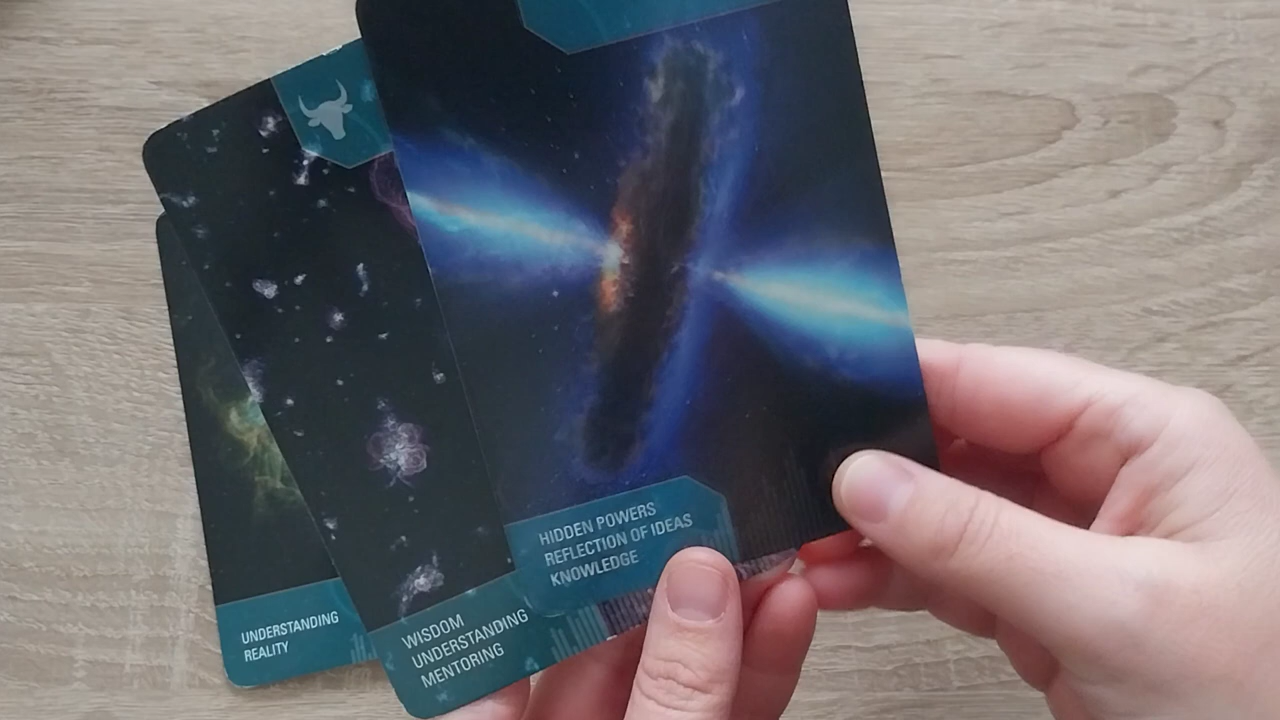 UNDERSTANDING
REALITY
WISDOM
UNDERSTANDING
MENTORING
HIDDEN POWERS
REFLECTION OF IDEAS
KNOWLEDGE